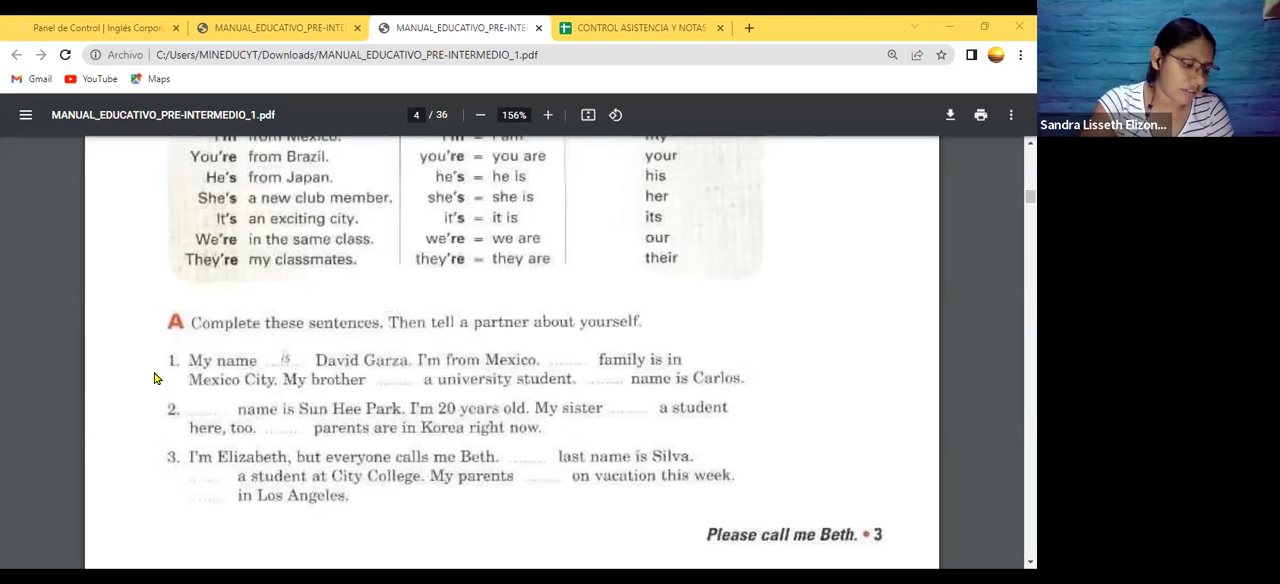 Panel de Control | Inglés Corpora
MANUAL_EDUCATIVO_PRE-INTE
MANUAL_EDUCATIVO_PRE-INTE
CONTROL ASISTENCIA Y NOTAS
Archivo
C:/Users/MINEDUCYT/Downloads/MANUAL_EDUCATIVO_PRE-INTERMEDIO_1.pdf
Gmail
YouTube
Maps
MANUAL_EDUCATIVO_PRE-INTERMEDIO_1.pdf
4 / 36
156%
Sandra Lisseth Elizon...
I'm from Mexico.
I'm = I am
my
You're from Brazil.
you're = you are
your
He's from Japan.
he's = he is
his
She's a new club member.
she's = she is
her
It's an exciting city.
it's = it is
its
We're in the same class.
we're = we are
our
They're my classmates.
they're = they are
their
A Complete these sentences. Then tell a partner about yourself.
1. My name ...is... David Garza. I'm from Mexico. ........ family is in
Mexico City. My brother ........ a university student. ........ name is Carlos.
2. ........ name is Sun Hee Park. I'm 20 years old. My sister ........ a student
here, too. ........ parents are in Korea right now.
3. I'm Elizabeth, but everyone calls me Beth. ........ last name is Silva.
........ a student at City College. My parents ........ on vacation this week.
........ in Los Angeles.
Please call me Beth. • 3